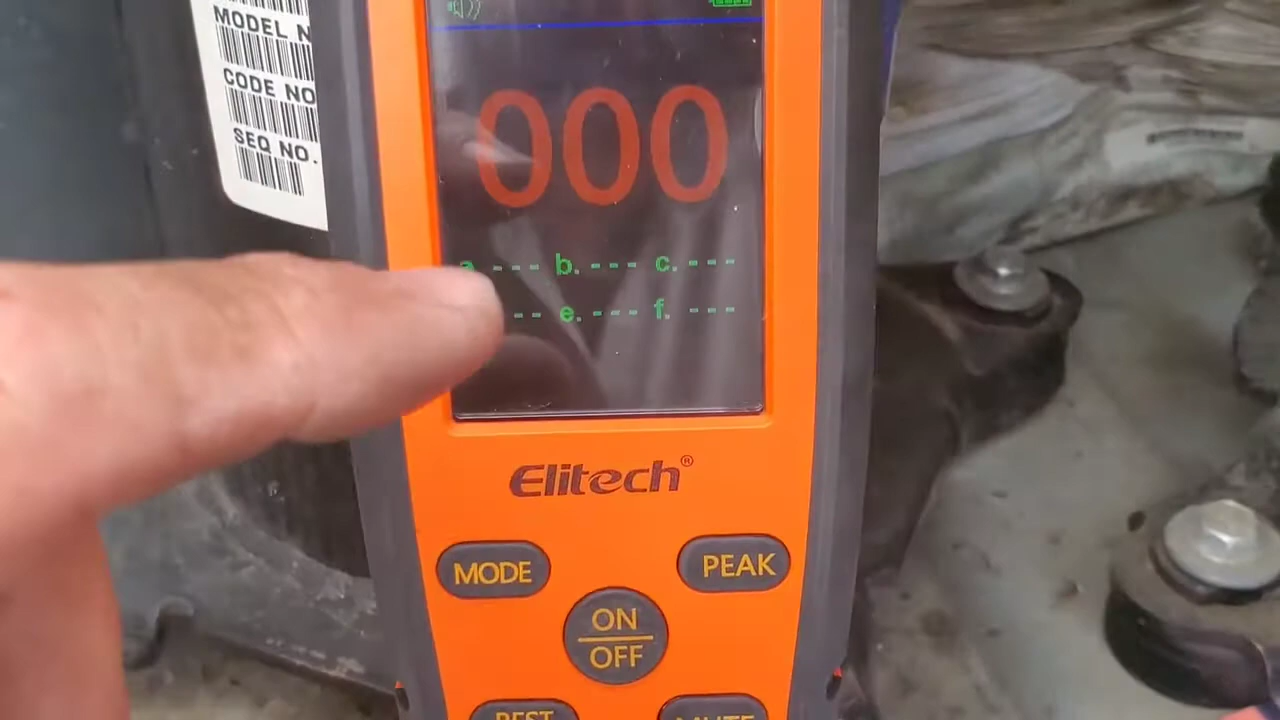 MODEL N
CODE NO
SEQ NO.
000
a. --- b. --- c. ---
-- e. --- f. ---
Elitech®
MODE
PEAK
ON
OFF